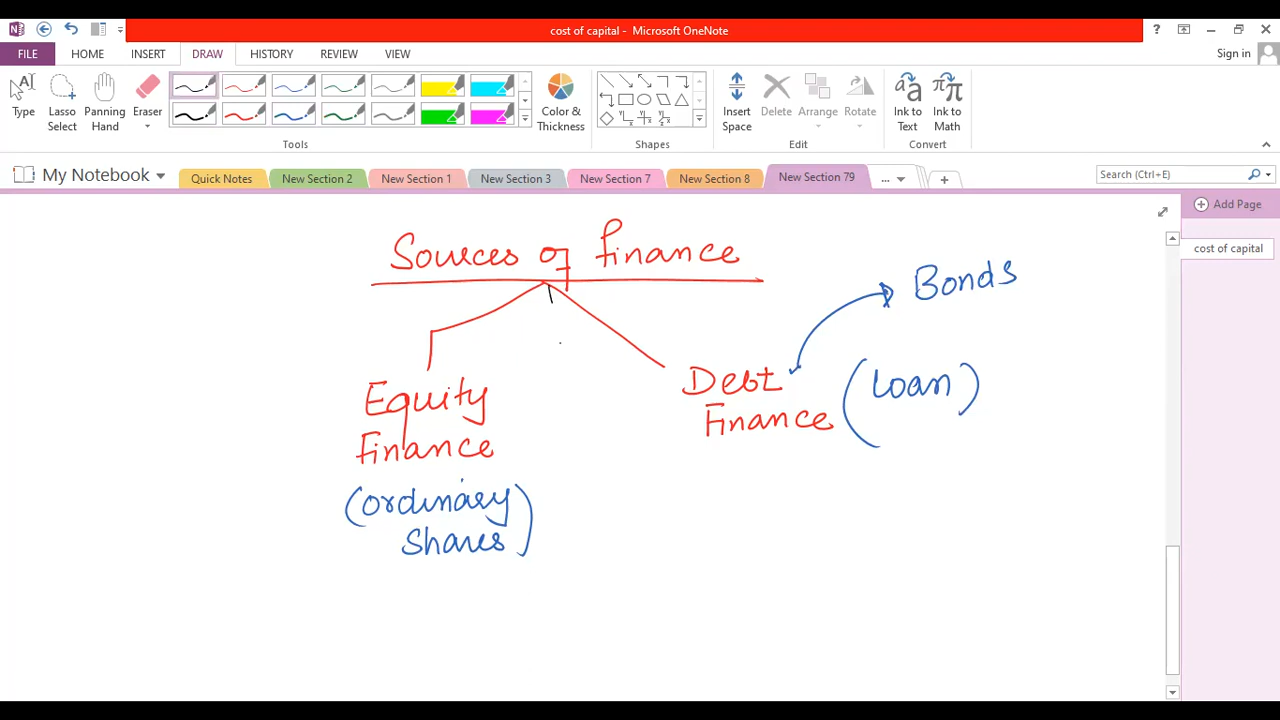 cost of capital - Microsoft OneNote
?
FILE HOME INSERT DRAW HISTORY REVIEW VIEW
Sign in
Type
Lasso Select
Panning Hand
Eraser
Color & Thickness
Insert Space
Delete
Arrange
Rotate
Ink to Text
Ink to Math
Tools
Shapes
Edit
Convert
My Notebook
Quick Notes
New Section 2
New Section 1
New Section 3
New Section 7
New Section 8
New Section 79
...
Search (Ctrl+E)
Add Page
cost of capital
Sources of finance
Bonds
Equity
Finance
(ordinary
Shares)
Debt
Finance
(Loan)